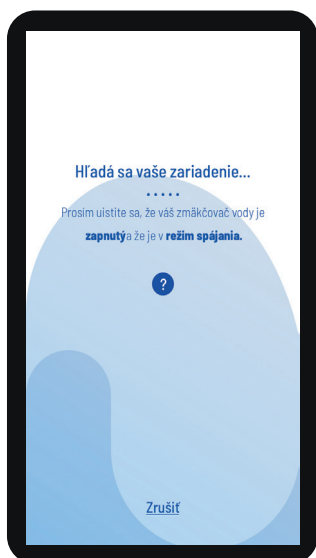 Hľadá sa vaše zariadenie...
Prosím uistite sa, že váš zmäkčovač vody je
zapnutýa že je v režim spájania.
?
Zrušiť